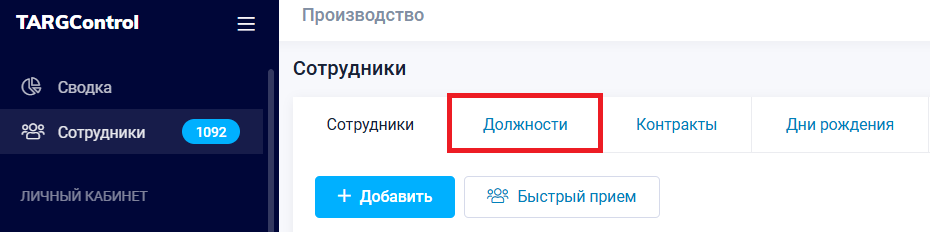 TARGControl
Производство
Сводка
Сотрудники 1092
ЛИЧНЫЙ КАБИНЕТ
Сотрудники
Сотрудники Должности Контракты Дни рождения
+ Добавить Быстрый прием